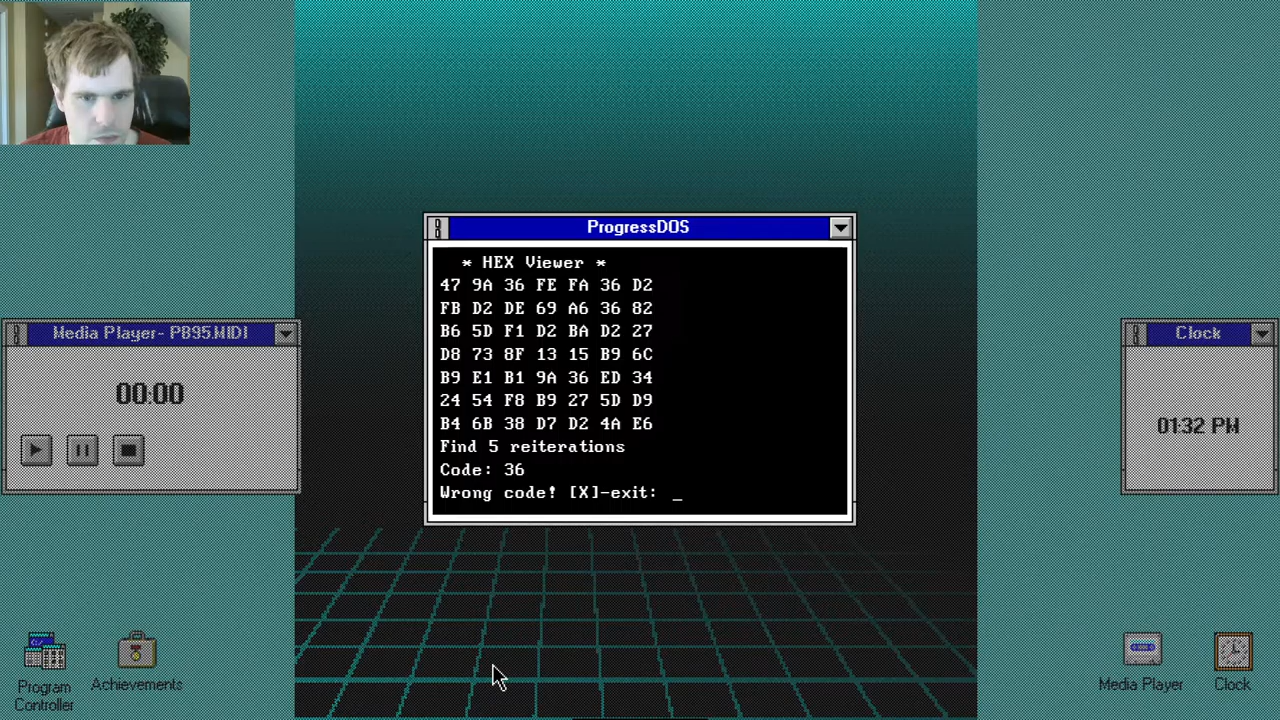 ProgressDOS
* HEX Viewer *
47 9A 36 FE FA 36 D2
FB D2 DE 69 A6 36 82
B6 5D F1 D2 BA D2 27
D8 73 8F 13 15 B9 6C
B9 E1 B1 9A 36 ED 34
24 54 F8 B9 27 5D D9
B4 6B 38 D7 D2 4A E6
Find 5 reiterations
Code: 36
Wrong code! [X]-exit: _
Media Player- PB95.MIDI
00:00
Clock
01:32 PM
Program
Controller
Achievements
Media Player
Clock